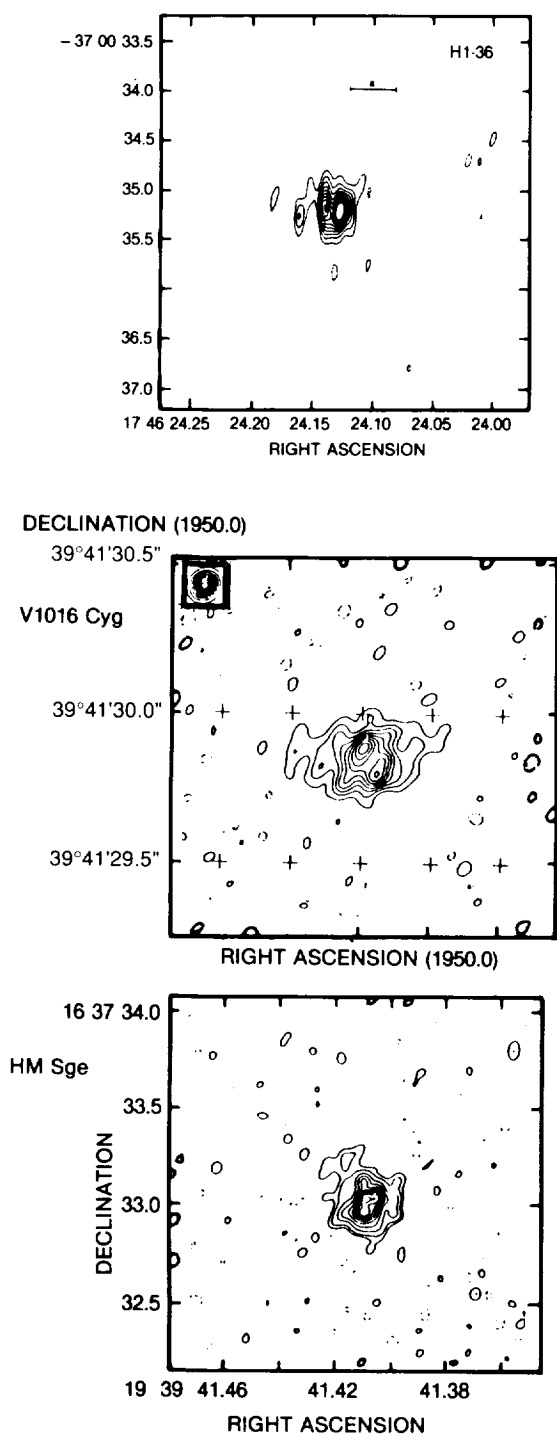 − 37 00 33.5
H1-36
34.0
34.5
35.0
35.5
36.5
37.0
17 46 24.25 24.20 24.15 24.10 24.05 24.00
RIGHT ASCENSION
DECLINATION (1950.0)
39°41'30.5"
V1016 Cyg
39°41'30.0"
39°41'29.5"
RIGHT ASCENSION (1950.0)
16 37 34.0
HM Sge
33.5
33.0
32.5
DECLINATION
19 39 41.46 41.42 41.38
RIGHT ASCENSION